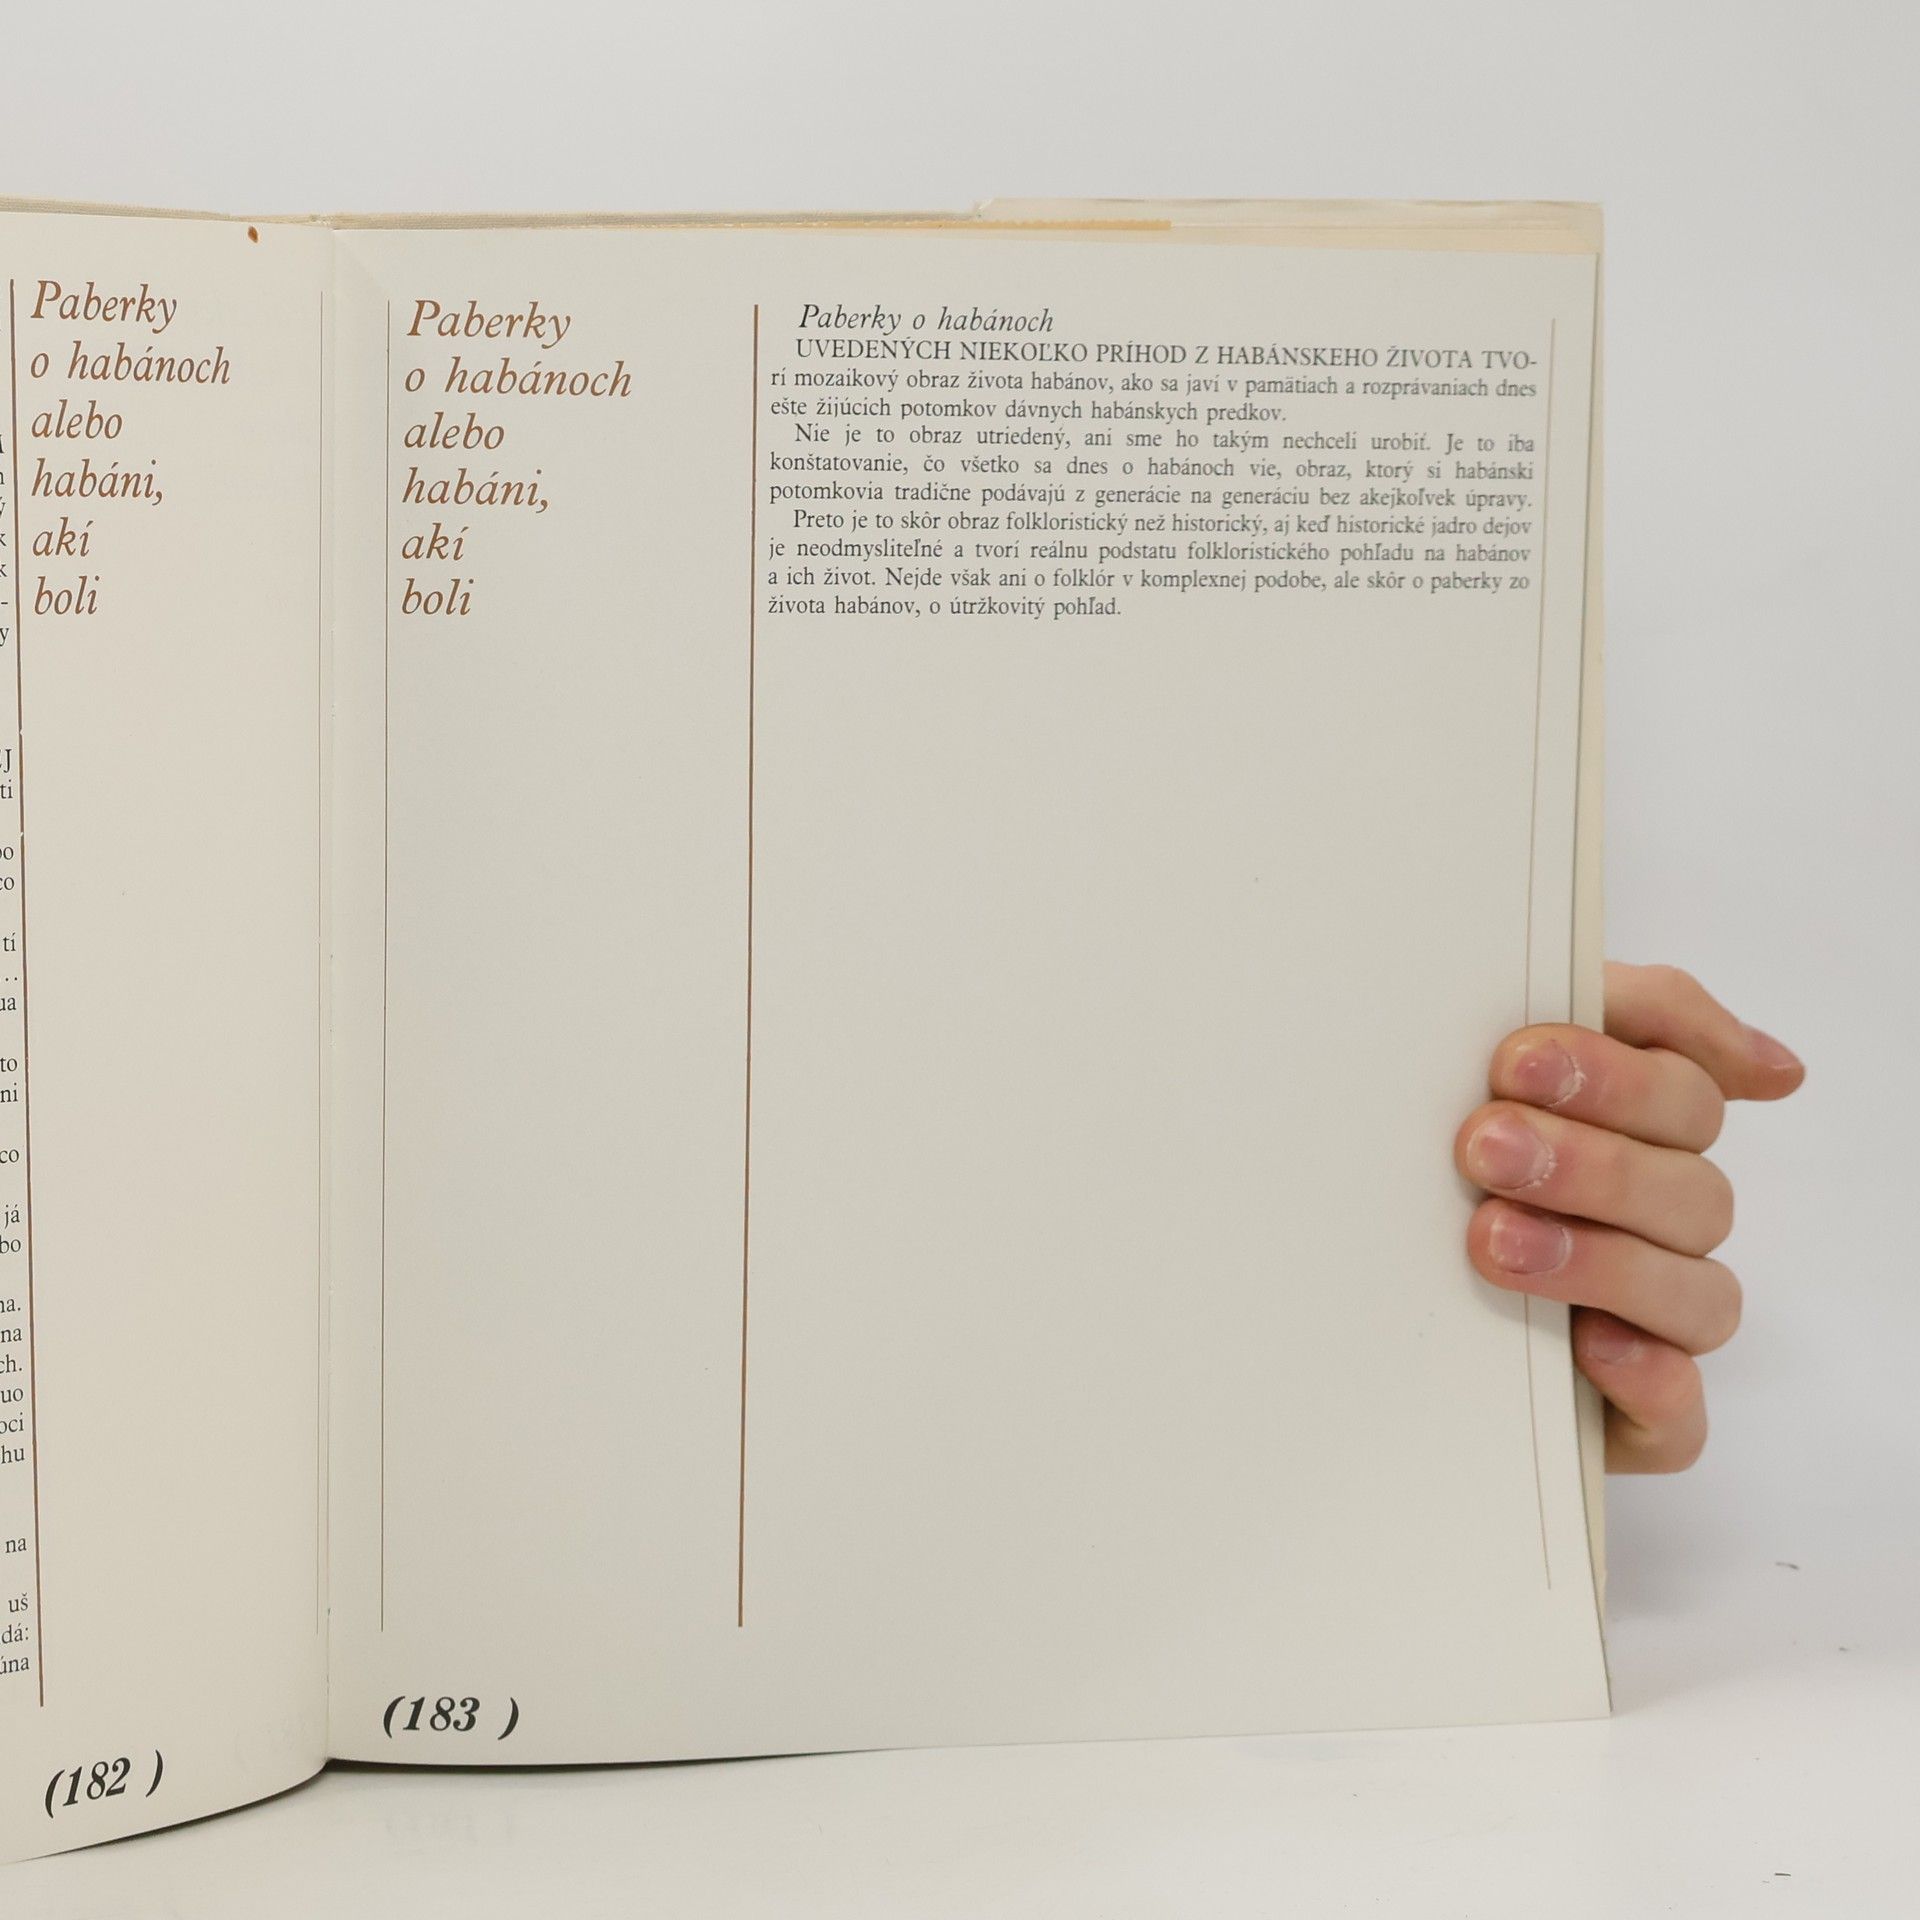 Paberky
o habánoch
alebo
habáni,
akí
boli
(182 )
Paberky
o habánoch
alebo
habáni,
akí
boli
Paberky o habánoch
UVEDENÝCH NIEKOĽKO PRÍHOD Z HABÁNSKEHO ŽIVOTA TVO-
rí mozaikový obraz života habánov, ako sa javí v pamätiach a rozprávaniach dnes
ešte žijúcich potomkov dávnych habánskych predkov.
Nie je to obraz utriedený, ani sme ho takým nechceli urobiť. Je to iba
konštatovanie, čo všetko sa dnes o habánoch vie, obraz, ktorý si habánski
potomkovia tradične podávajú z generácie na generáciu bez akejkoľvek úpravy.
Preto je to skôr obraz folkloristický než historický, aj keď historické jadro dejov
je neodmysliteľné a tvorí reálnu podstatu folkloristického pohľadu na habánov
a ich život. Nejde však ani o folklór v komplexnej podobe, ale skôr o paberky zo
života habánov, o útržkovitý pohľad.
(183 )